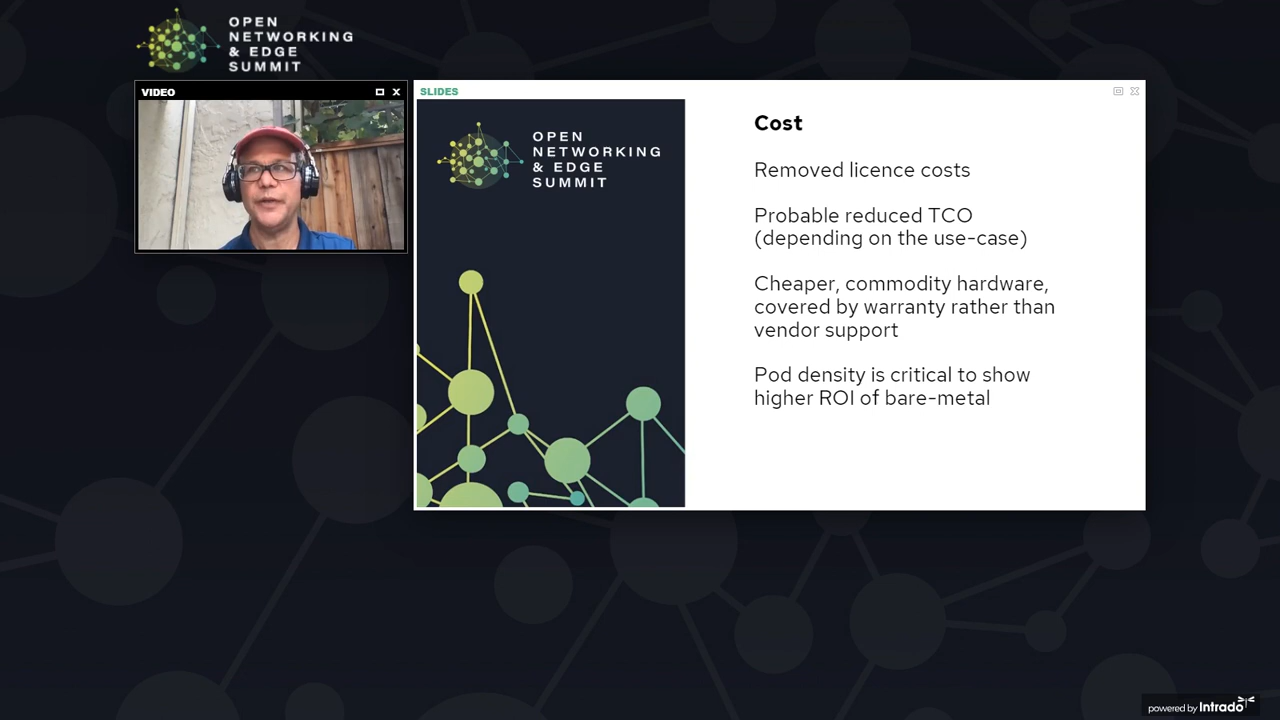 OPEN
NETWORKING
& EDGE
SUMMIT
VIDEO
SLIDES
OPEN
NETWORKING
& EDGE
SUMMIT
Cost
Removed licence costs
Probable reduced TCO
(depending on the use-case)
Cheaper, commodity hardware,
covered by warranty rather than
vendor support
Pod density is critical to show
higher ROI of bare-metal
powered by Intrado